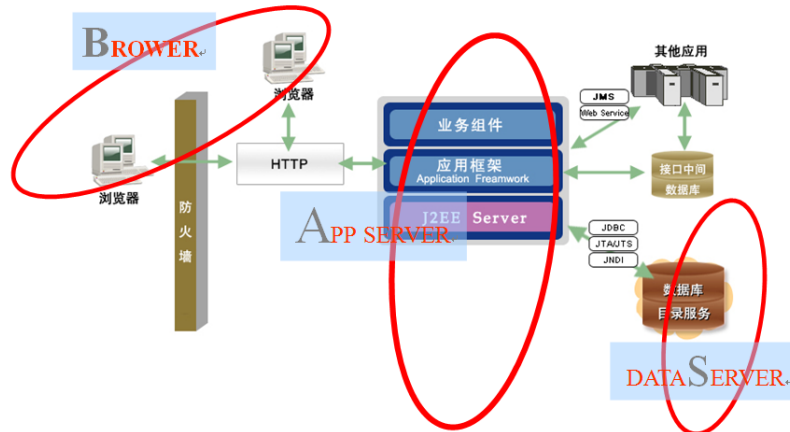 BROWER
浏览器
浏览器
防火墙
HTTP
业务组件
应用框架
Application Freamwork
J2EE Server
APP SERVER
JMS
Web Service
其他应用
接口中间
数据库
JDBC
JTA/JTS
JNDI
数据库
目录服务
DATA SERVER